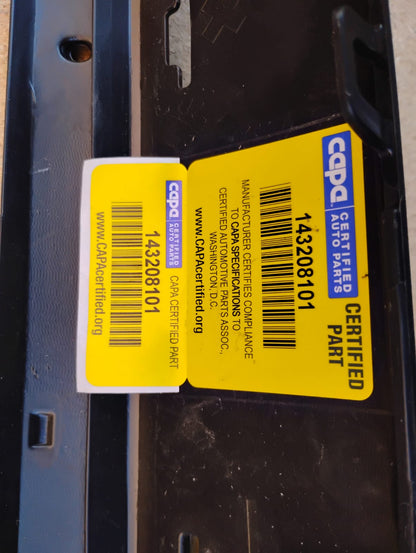 capa
CERTIFIED
AUTO PARTS
CERTIFIED
PART
143208101
MANUFACTURER CERTIFIES COMPLIANCE
TO CAPA SPECIFICATIONS TO
CERTIFIED AUTOMOTIVE PARTS ASSOC.,
WASHINGTON, D.C.
www.CAPAcertified.org
capa
CERTIFIED
AUTO PARTS
CAPA CERTIFIED PART
143208101
www.CAPAcertified.org